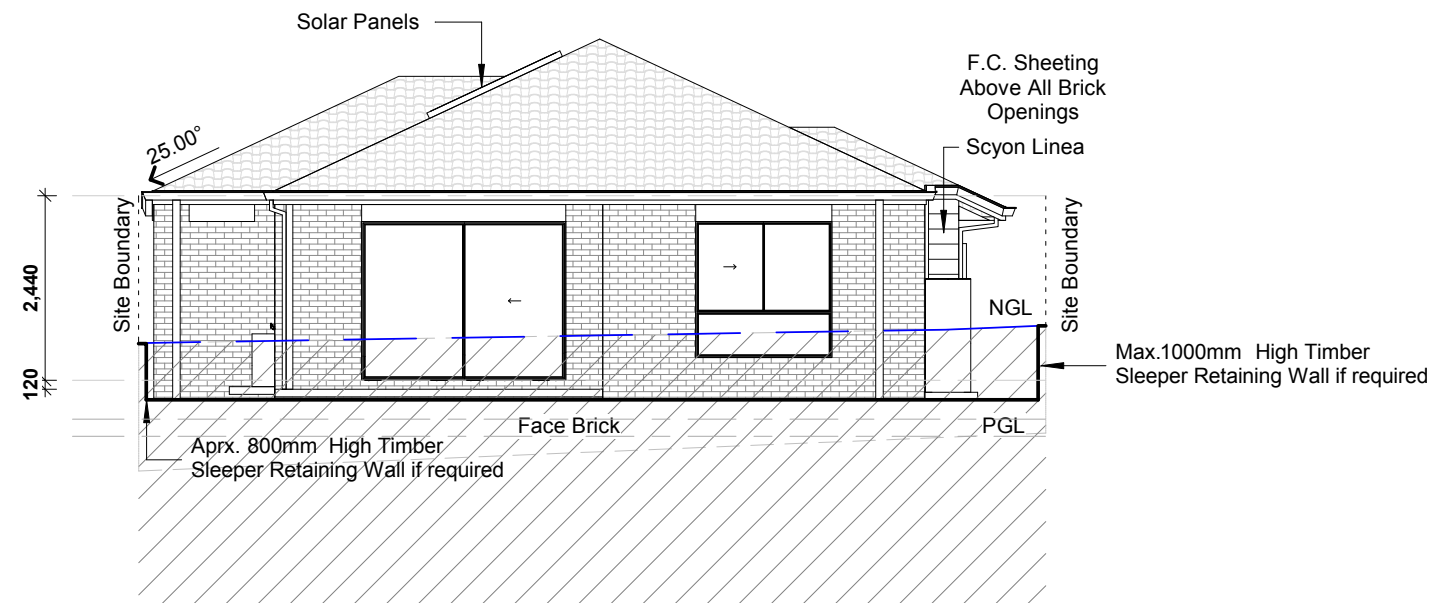 Solar Panels
F.C. Sheeting
Above All Brick
Openings
Scyon Linea
25.00°
Site Boundary
2,440
120
NGL
Site Boundary
Max.1000mm High Timber
Sleeper Retaining Wall if required
Face Brick
PGL
Aprx. 800mm High Timber
Sleeper Retaining Wall if required